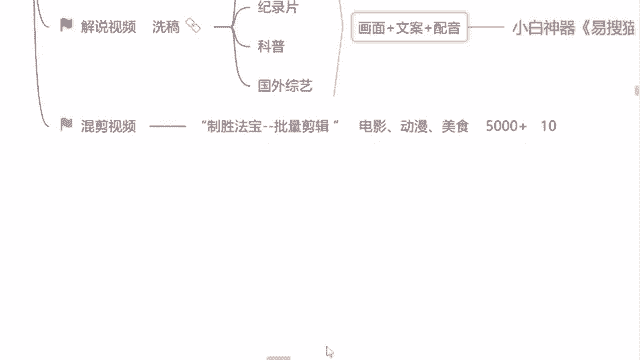 纪录片
解说视频 洗稿
画面+文案+配音
小白神器《易搜猫
科普
国外综艺
混剪视频 “制胜法宝--批量剪辑“ 电影、动漫、美食 5000+ 10